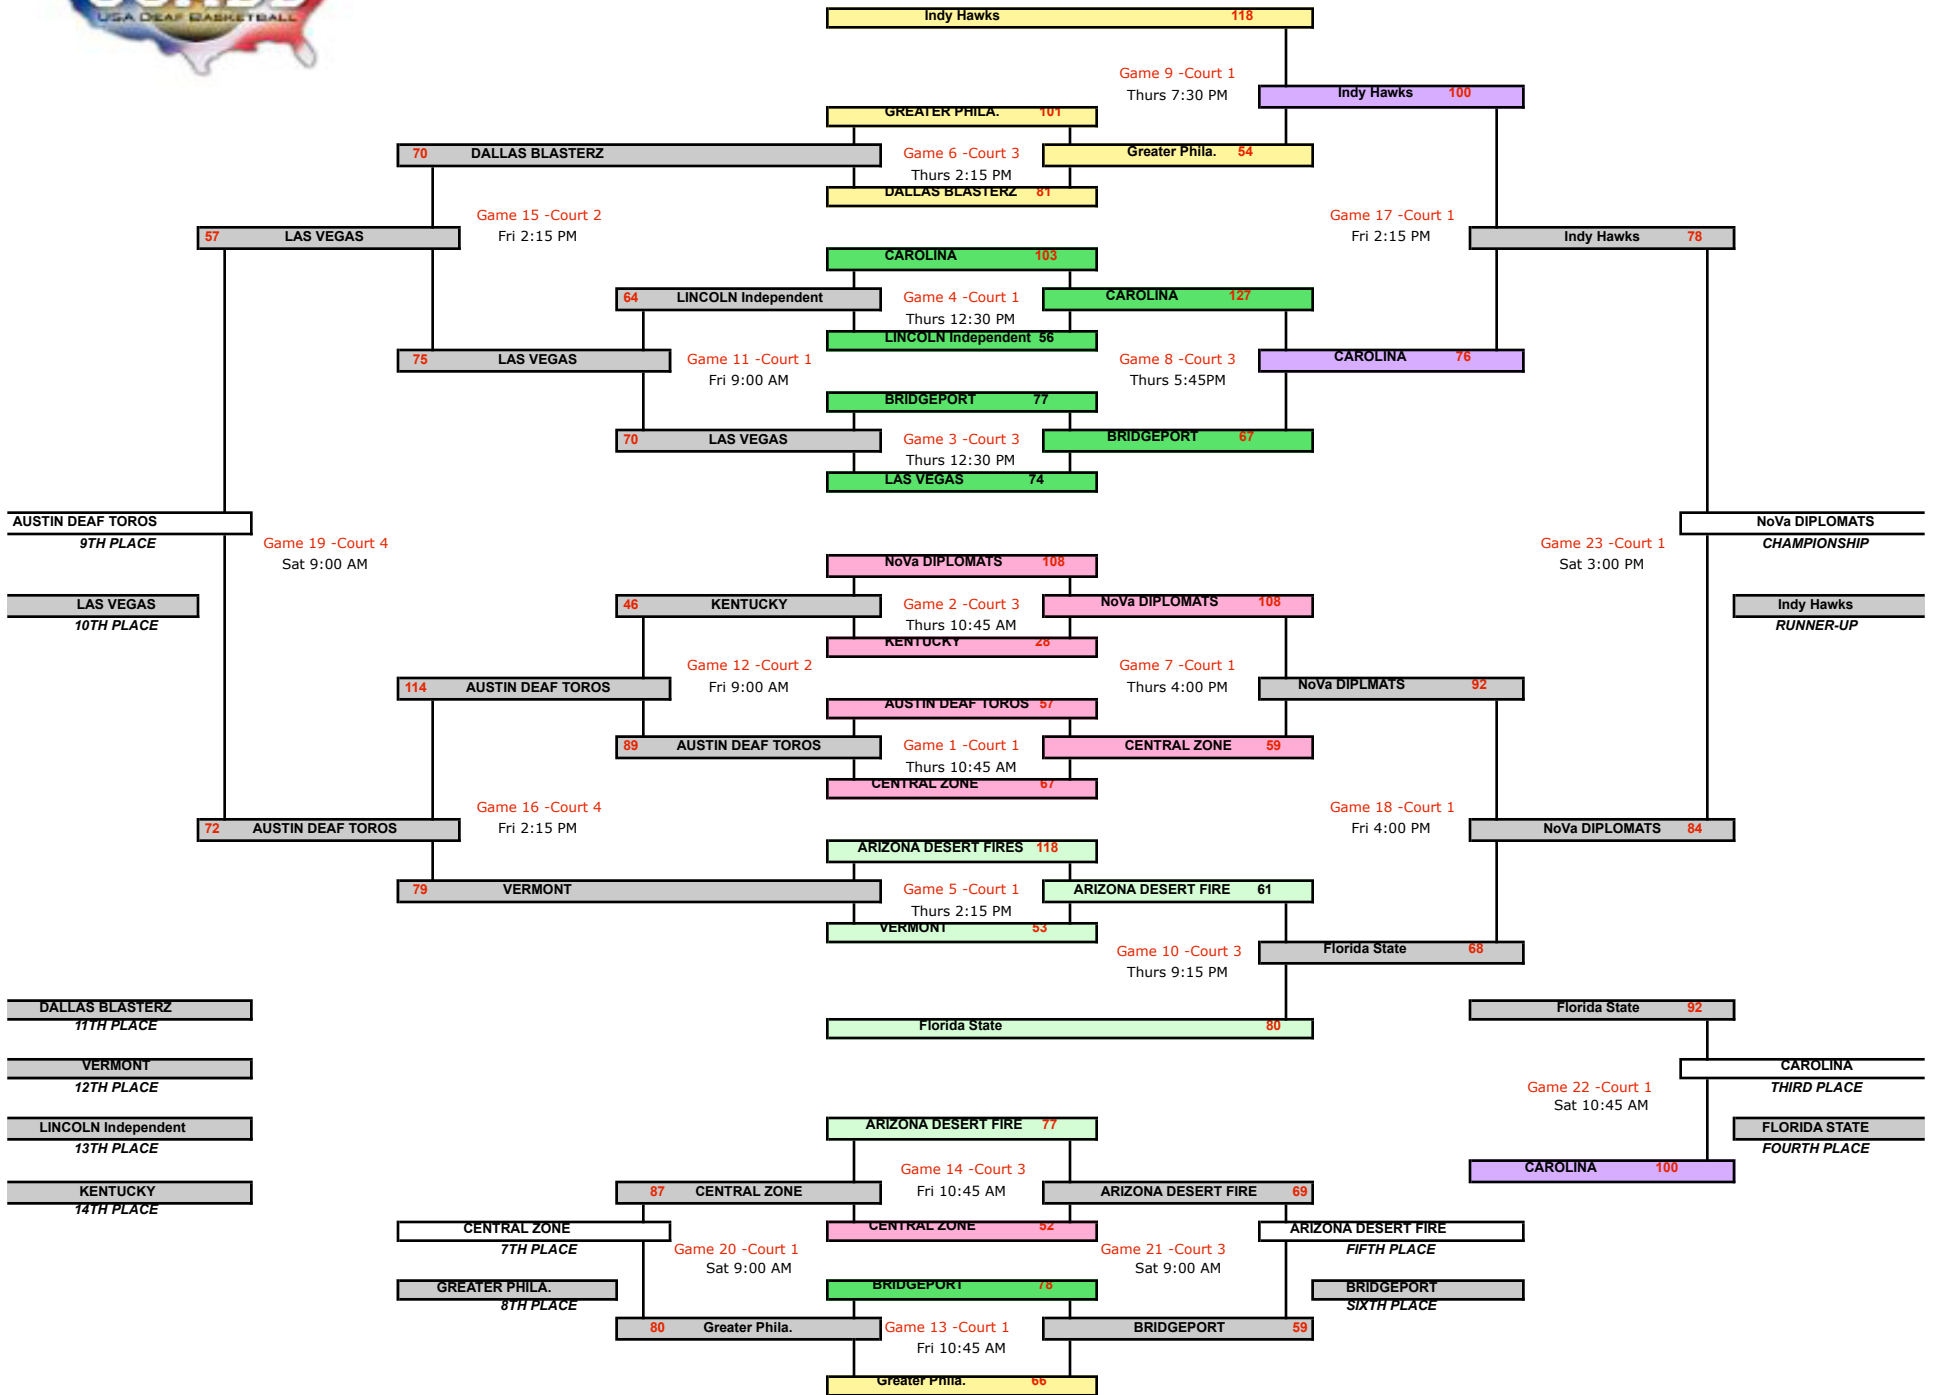 USA DEAF BASKETBALL
Indy Hawks 118
Game 9 -Court 1
Thurs 7:30 PM
Indy Hawks 100
GREATER PHILA. 101
70 DALLAS BLASTERZ
Game 6 -Court 3
Greater Phila. 54
Thurs 2:15 PM
DALLAS BLASTERZ 81
Game 15 -Court 2
Game 17 -Court 1
57 LAS VEGAS
Fri 2:15 PM
Fri 2:15 PM
Indy Hawks 78
CAROLINA 103
64 LINCOLN Independent
Game 4 -Court 1
CAROLINA 127
Thurs 12:30 PM
LINCOLN Independent 56
75 LAS VEGAS
Game 11 -Court 1
Game 8 -Court 3
CAROLINA 76
Fri 9:00 AM
Thurs 5:45PM
BRIDGEPORT 77
70 LAS VEGAS
Game 3 -Court 3
BRIDGEPORT 67
Thurs 12:30 PM
LAS VEGAS 74
AUSTIN DEAF TOROS
NoVa DIPLOMATS
9TH PLACE
Game 19 -Court 4
Game 23 -Court 1
CHAMPIONSHIP
Sat 9:00 AM
Sat 3:00 PM
NoVa DIPLOMATS 108
LAS VEGAS
46 KENTUCKY
Game 2 -Court 3
NoVa DIPLOMATS 108
Indy Hawks
10TH PLACE
Thurs 10:45 AM
RUNNER-UP
KENTUCKY 28
Game 12 -Court 2
Game 7 -Court 1
114 AUSTIN DEAF TOROS
Fri 9:00 AM
Thurs 4:00 PM
NoVa DIPLMATS 92
AUSTIN DEAF TOROS 57
89 AUSTIN DEAF TOROS
Game 1 -Court 1
CENTRAL ZONE 59
Thurs 10:45 AM
CENTRAL ZONE 67
Game 16 -Court 4
Game 18 -Court 1
72 AUSTIN DEAF TOROS
Fri 2:15 PM
Fri 4:00 PM
NoVa DIPLOMATS 84
ARIZONA DESERT FIRES 118
79 VERMONT
Game 5 -Court 1
ARIZONA DESERT FIRE 61
Thurs 2:15 PM
VERMONT 53
Game 10 -Court 3
Florida State 68
Thurs 9:15 PM
DALLAS BLASTERZ
Florida State 92
11TH PLACE
Florida State 80
VERMONT
CAROLINA
12TH PLACE
Game 22 -Court 1
THIRD PLACE
Sat 10:45 AM
LINCOLN Independent
ARIZONA DESERT FIRE 77
FLORIDA STATE
13TH PLACE
FOURTH PLACE
Game 14 -Court 3
CAROLINA 100
KENTUCKY
87 CENTRAL ZONE
Fri 10:45 AM
ARIZONA DESERT FIRE 69
14TH PLACE
CENTRAL ZONE
CENTRAL ZONE 52
ARIZONA DESERT FIRE
7TH PLACE
Game 20 -Court 1
Game 21 -Court 3
FIFTH PLACE
Sat 9:00 AM
Sat 9:00 AM
GREATER PHILA.
BRIDGEPORT 78
BRIDGEPORT
8TH PLACE
SIXTH PLACE
80 Greater Phila.
Game 13 -Court 1
BRIDGEPORT 59
Fri 10:45 AM
Greater Phila. 66